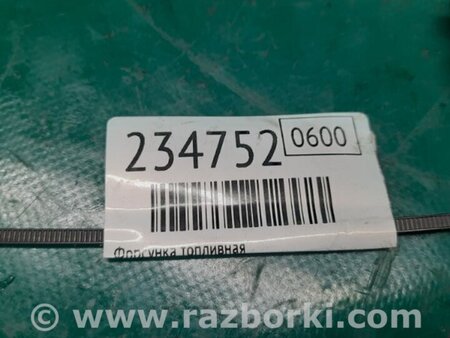 234752 0600
Форсунка топливная
© www.razborki.com